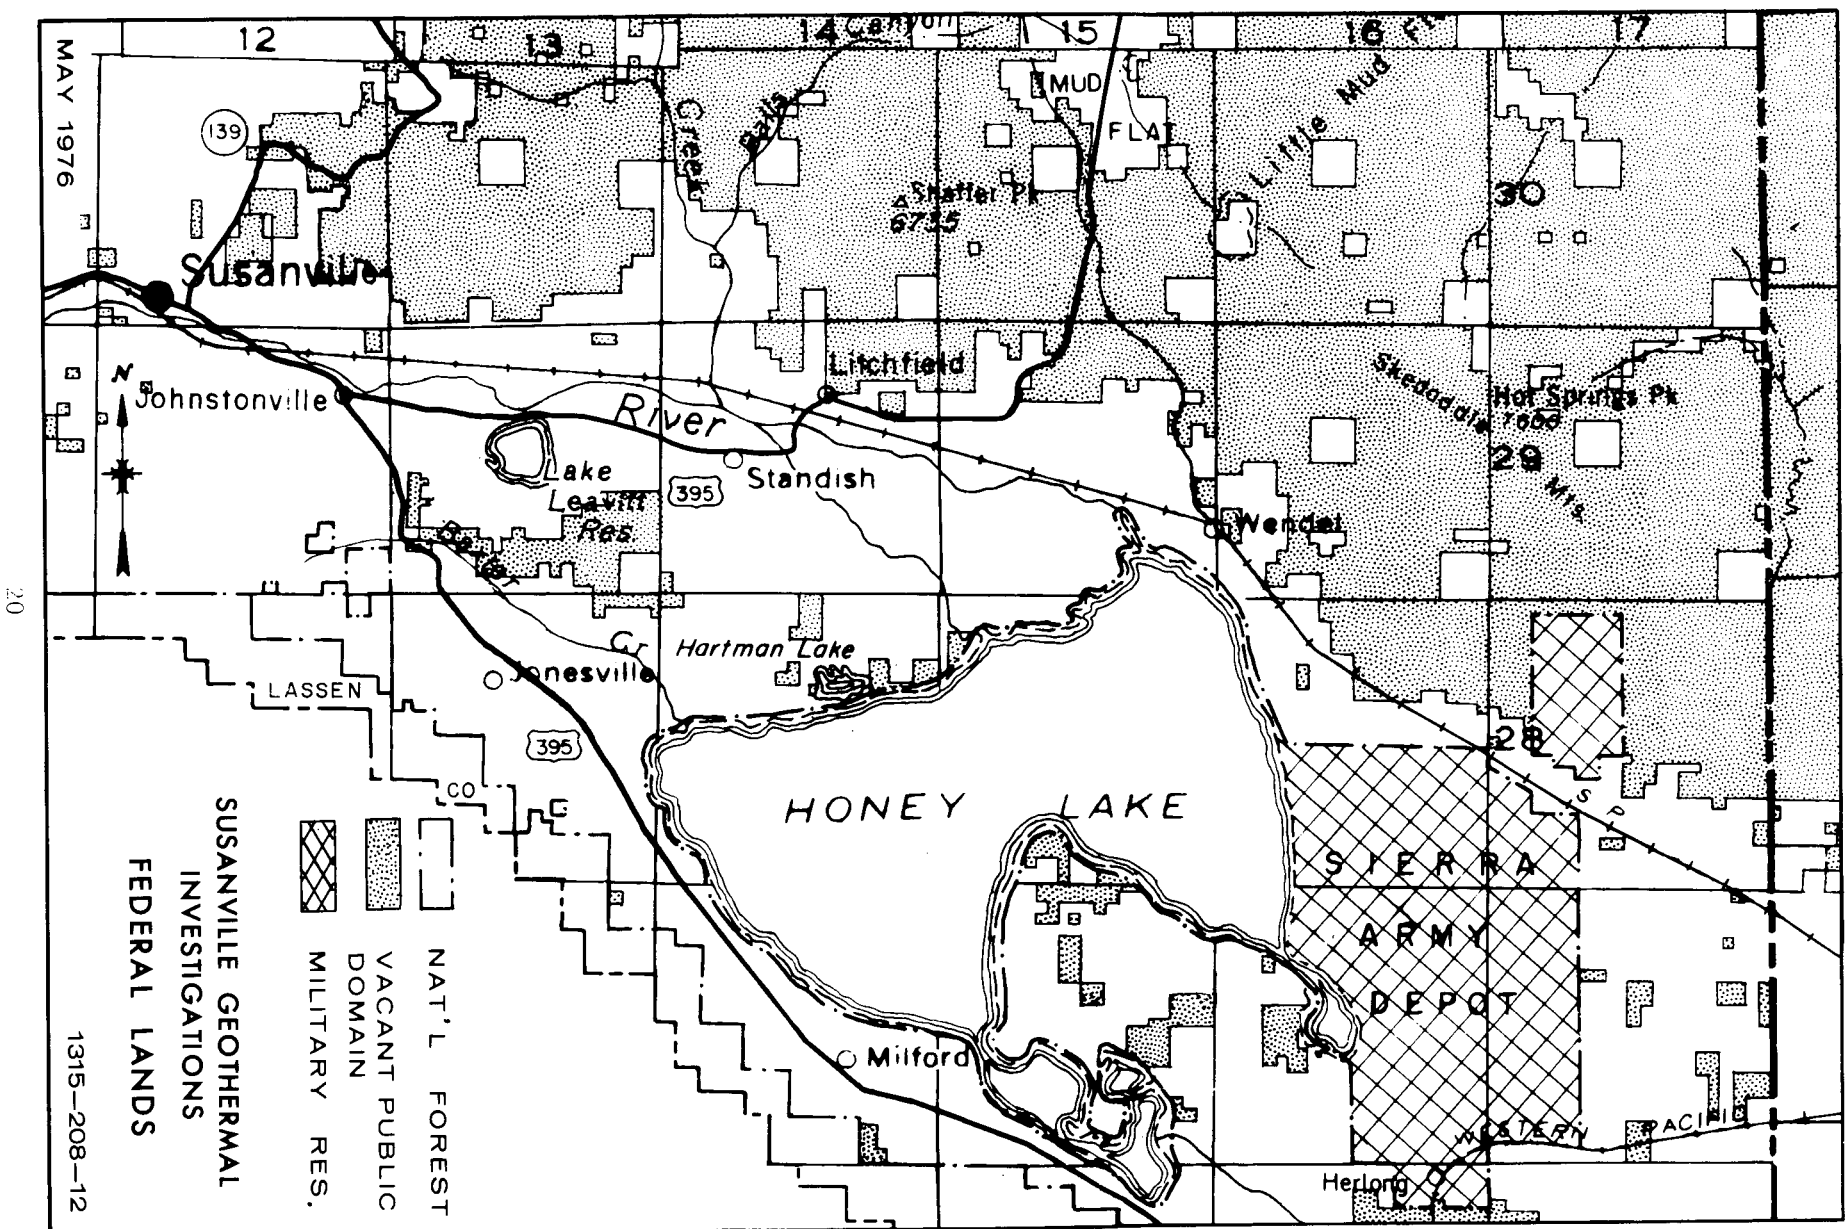 12
13
14
Canyon
15
16
17
MAY 1976
139
Creek
Balls
MUD
FLAT
Little Mud
Shaffer Pk
6735
30
Susanville
Johnstonville
N
River
Litchfield
Skedaddle
Mts
Hot Springs Pk
29
Lake
Leavitt
Res.
395
Standish
Wendel
Baxter
Cr
20
Hartman Lake
Jonesville
LASSEN
395
CO
HONEY LAKE
28
S P
SIERRA
ARMY
DEPOT
Milford
WESTERN PACIFIC
Herlong
NAT'L FOREST
VACANT PUBLIC
DOMAIN
MILITARY RES.
SUSANVILLE GEOTHERMAL
INVESTIGATIONS
FEDERAL LANDS
1315-208-12